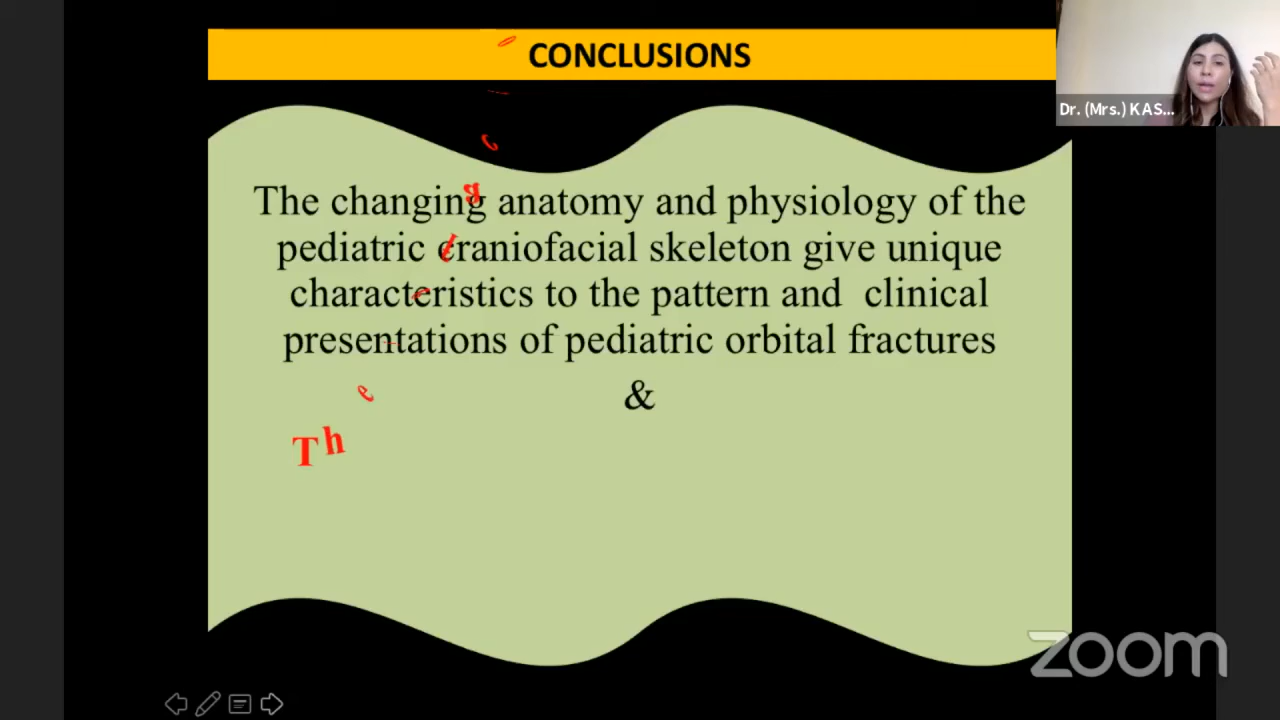 CONCLUSIONS
Dr. (Mrs.) KAS...
The changing anatomy and physiology of the
pediatric craniofacial skeleton give unique
characteristics to the pattern and clinical
presentations of pediatric orbital fractures
&
Th
zoom